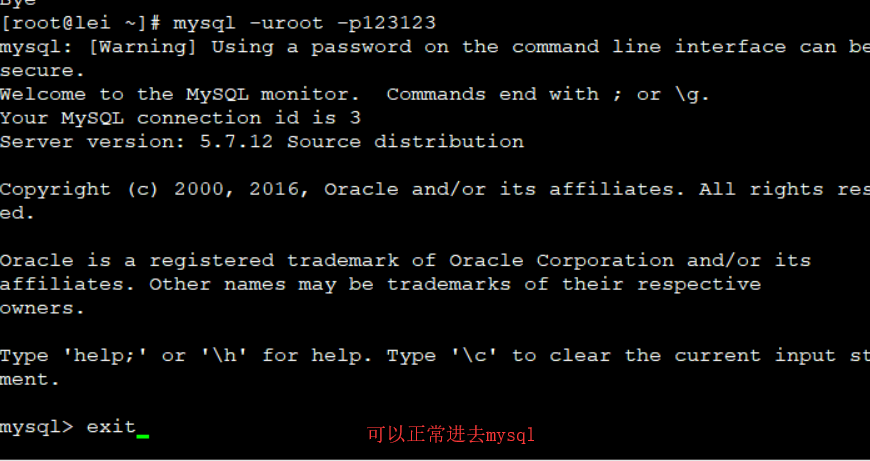 Bye
[root@lei ~]# mysql -uroot -p123123
mysql: [Warning] Using a password on the command line interface can be
secure.
Welcome to the MySQL monitor.  Commands end with ; or \g.
Your MySQL connection id is 3
Server version: 5.7.12 Source distribution
Copyright (c) 2000, 2016, Oracle and/or its affiliates. All rights res
ed.
Oracle is a registered trademark of Oracle Corporation and/or its
affiliates. Other names may be trademarks of their respective
owners.
Type 'help;' or '\h' for help. Type '\c' to clear the current input st
ment.
mysql> exit
可以正常进去mysql